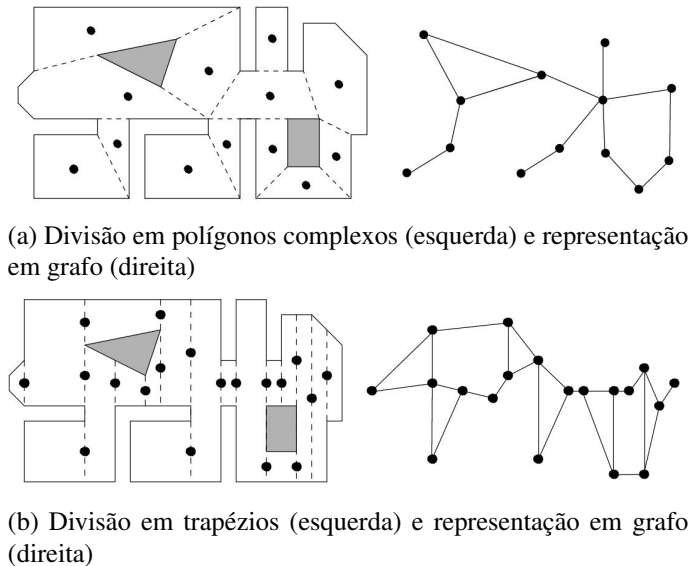 (a) Divisão em polígonos complexos (esquerda) e representação
em grafo (direita)
(b) Divisão em trapézios (esquerda) e representação em grafo
(direita)